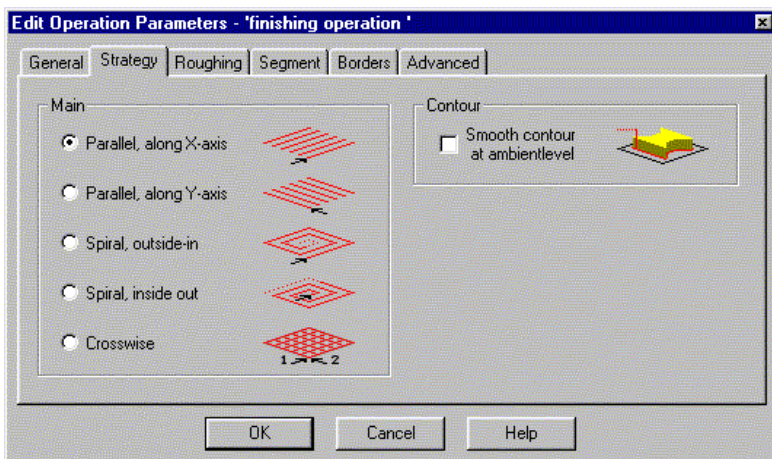 Edit Operation Parameters - 'finishing operation '
General Strategy Roughing Segment Borders Advanced
Main
Parallel, along X-axis
Parallel, along Y-axis
Spiral, outside-in
Spiral, inside out
Crosswise
1 2
Contour
Smooth contour
at ambientlevel
OK Cancel Help